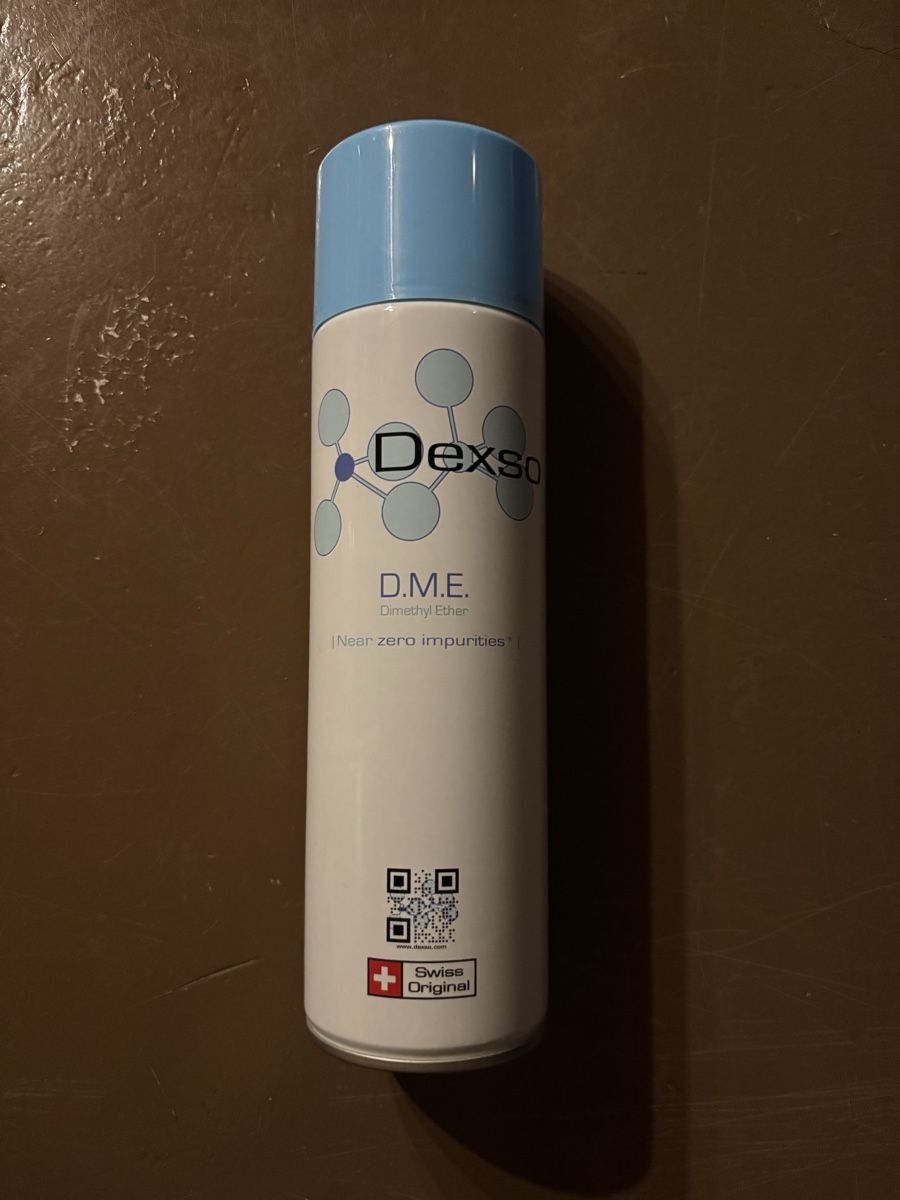 Dexso
D.M.E.
Dimethyl Ether
|Near zero impurities*|
www.dexso.com
Swiss
Original